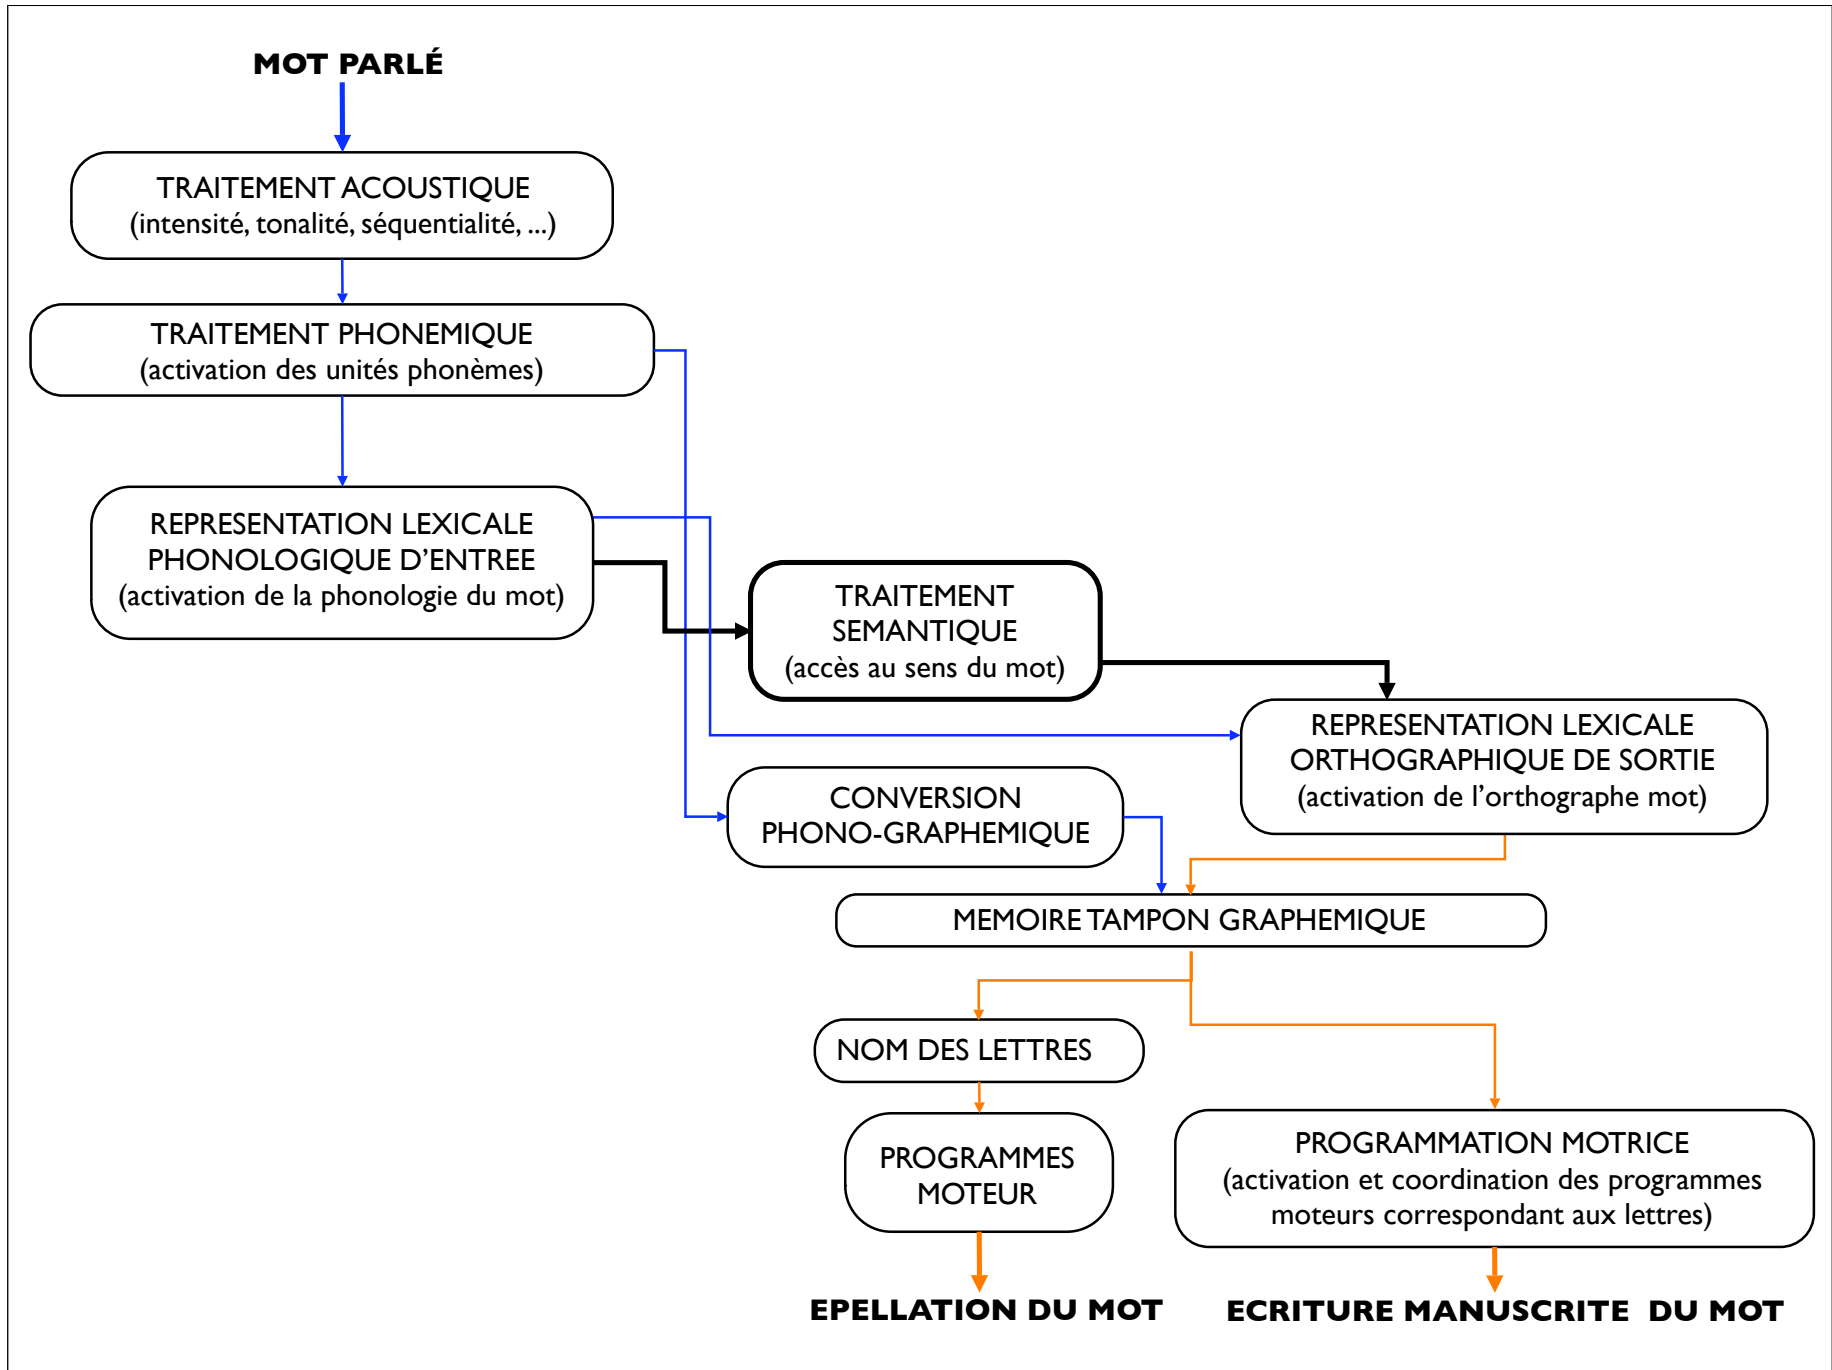 MOT PARLÉ
TRAITEMENT ACOUSTIQUE
(intensité, tonalité, séquentialité, ...)
TRAITEMENT PHONEMIQUE
(activation des unités phonèmes)
REPRESENTATION LEXICALE
PHONOLOGIQUE D’ENTREE
(activation de la phonologie du mot)
TRAITEMENT
SEMANTIQUE
(accès au sens du mot)
REPRESENTATION LEXICALE
ORTHOGRAPHIQUE DE SORTIE
(activation de l’orthographe mot)
CONVERSION
PHONO-GRAPHEMIQUE
MEMOIRE TAMPON GRAPHEMIQUE
NOM DES LETTRES
PROGRAMMES
MOTEUR
PROGRAMMATION MOTRICE
(activation et coordination des programmes
moteurs correspondant aux lettres)
EPELLATION DU MOT
ECRITURE MANUSCRITE DU MOT